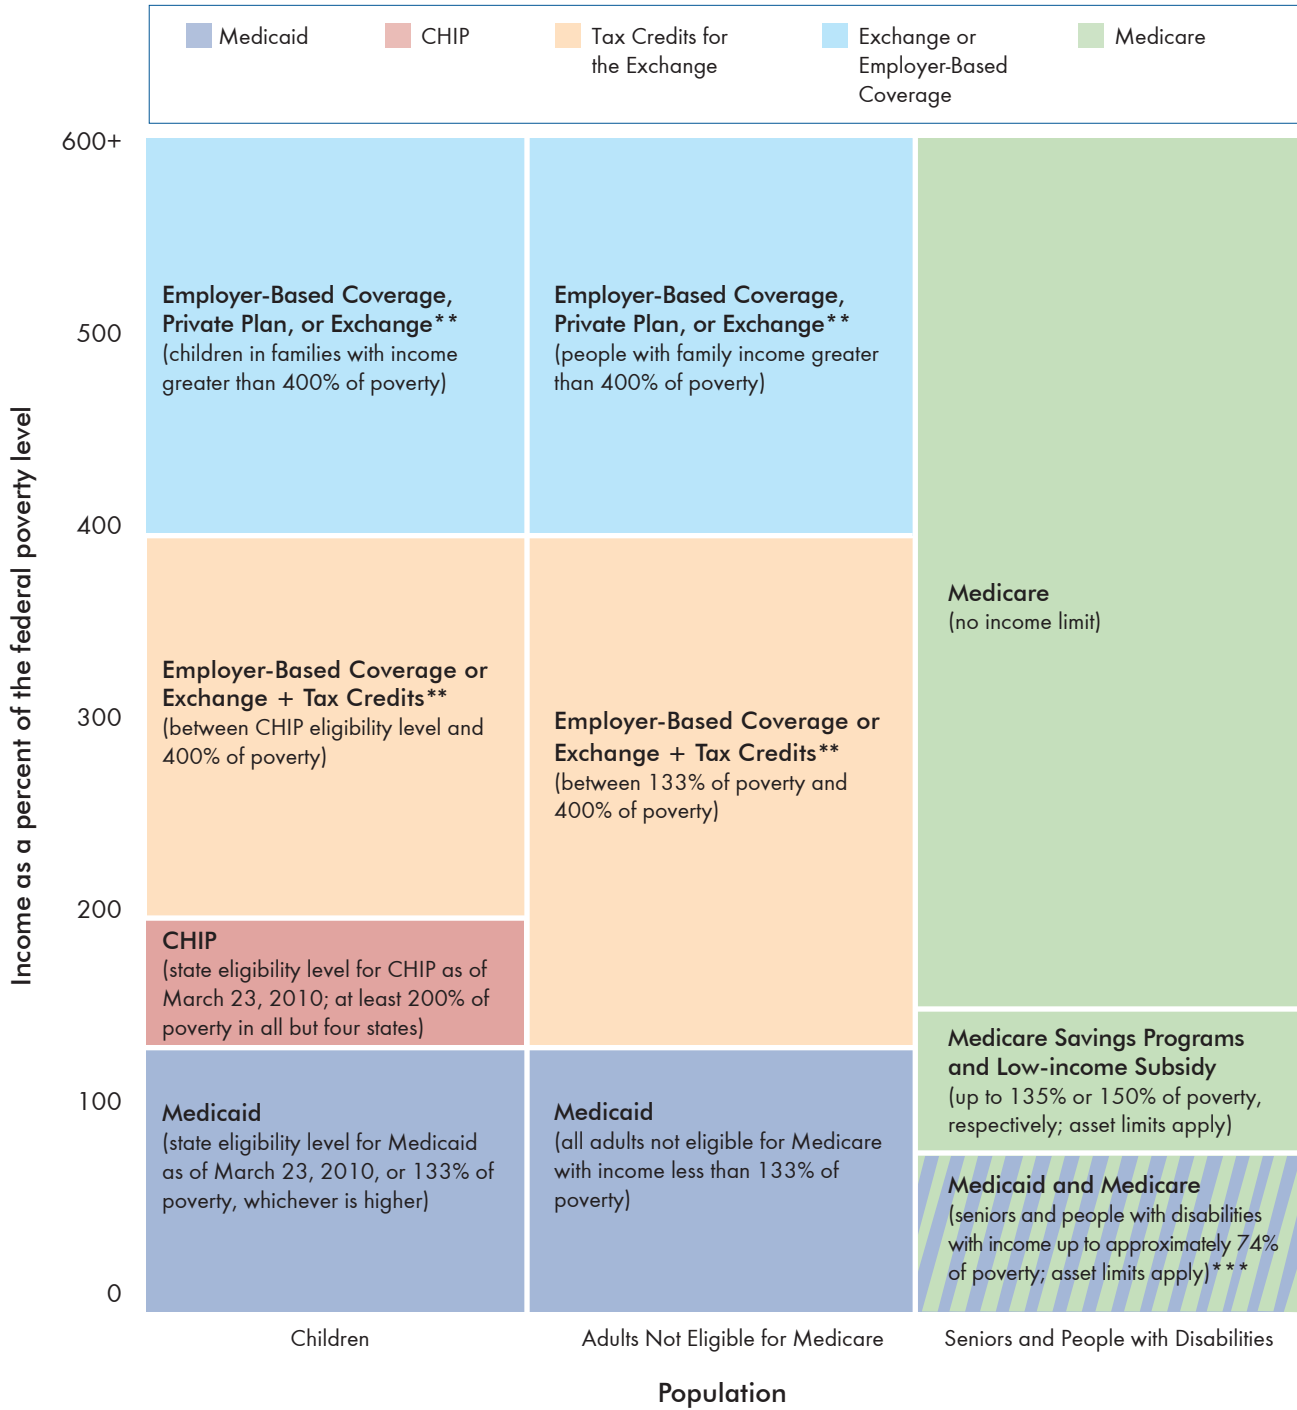 Medicaid
CHIP
Tax Credits for
the Exchange
Exchange or
Employer-Based
Coverage
Medicare
Income as a percent of the federal poverty level
600+
500
400
300
200
100
0
Employer-Based Coverage,
Private Plan, or Exchange**
(children in families with income
greater than 400% of poverty)
Employer-Based Coverage or
Exchange + Tax Credits**
(between CHIP eligibility level and
400% of poverty)
CHIP
(state eligibility level for CHIP as of
March 23, 2010; at least 200% of
poverty in all but four states)
Medicaid
(state eligibility level for Medicaid
as of March 23, 2010, or 133% of
poverty, whichever is higher)
Employer-Based Coverage,
Private Plan, or Exchange**
(people with family income greater
than 400% of poverty)
Employer-Based Coverage or
Exchange + Tax Credits**
(between 133% of poverty and
400% of poverty)
Medicaid
(all adults not eligible for Medicare
with income less than 133% of
poverty)
Medicare
(no income limit)
Medicare Savings Programs
and Low-income Subsidy
(up to 135% or 150% of poverty,
respectively; asset limits apply)
Medicaid and Medicare
(seniors and people with disabilities
with income up to approximately 74%
of poverty; asset limits apply)***
Children
Adults Not Eligible for Medicare
Seniors and People with Disabilities
Population